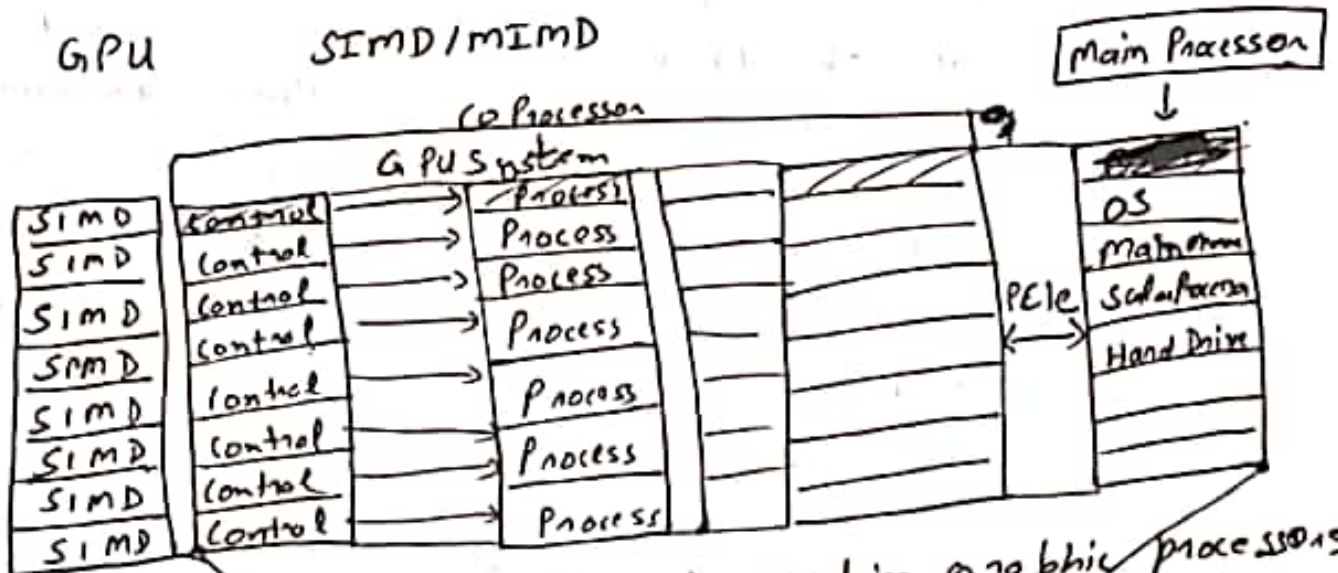 GPU SIMD/MIMD
Main Processor
Co Processor
GPU System
SIMD Control Process
SIMD Control Process OS
SIMD Control Process
SIMD Control Process PCIe
SIMD Control Process Hard Drive
SIMD Control Process
SIMD Control Process
SIMD Control
graphic processors